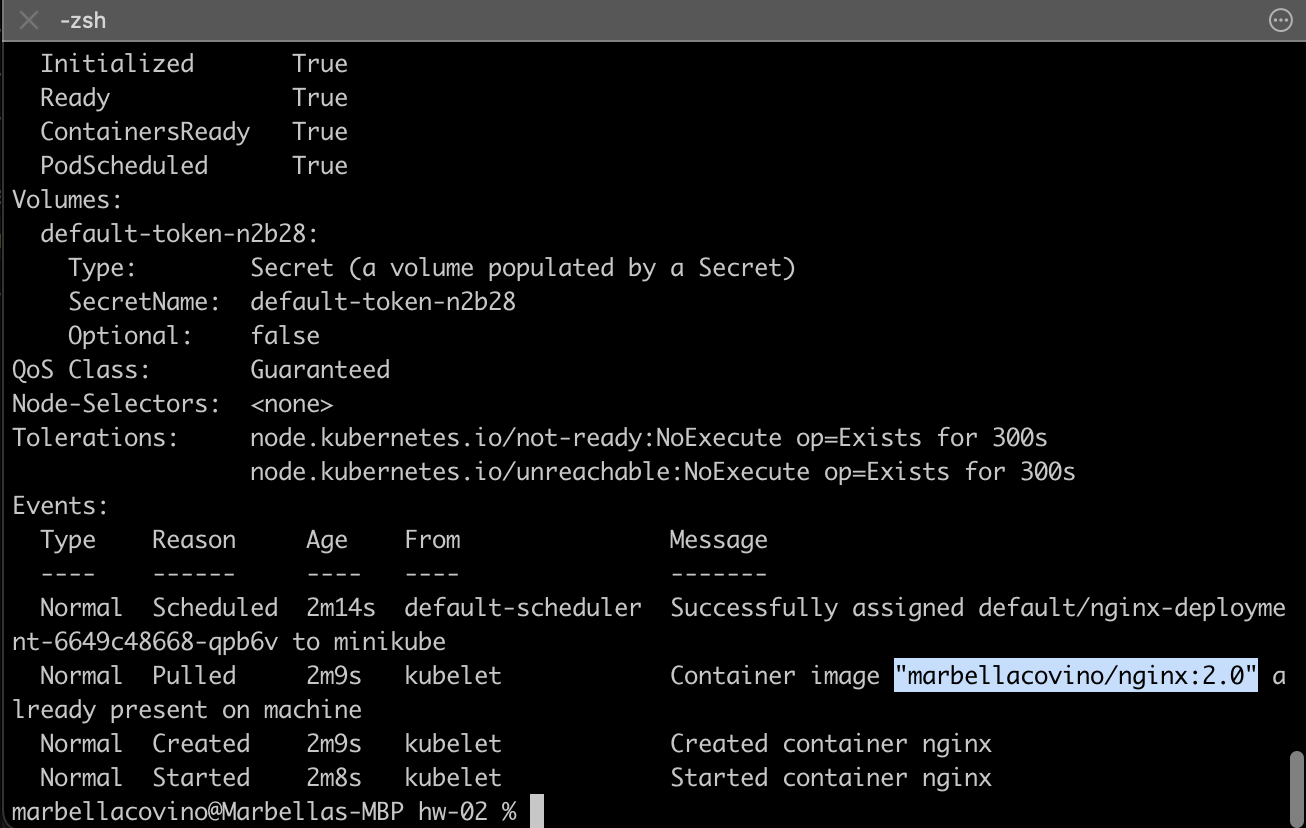 -zsh
Initialized True
Ready True
ContainersReady True
PodScheduled True
Volumes:
default-token-n2b28:
Type: Secret (a volume populated by a Secret)
SecretName: default-token-n2b28
Optional: false
QoS Class: Guaranteed
Node-Selectors: <none>
Tolerations: node.kubernetes.io/not-ready:NoExecute op=Exists for 300s
node.kubernetes.io/unreachable:NoExecute op=Exists for 300s
Events:
Type Reason Age From Message
---- ------ ---- ---- -------
Normal Scheduled 2m14s default-scheduler Successfully assigned default/nginx-deployme
nt-6649c48668-qpb6v to minikube
Normal Pulled 2m9s kubelet Container image "marbellacovino/nginx:2.0" a
lready present on machine
Normal Created 2m9s kubelet Created container nginx
Normal Started 2m8s kubelet Started container nginx
marbellacovino@Marbellas-MBP hw-02 %